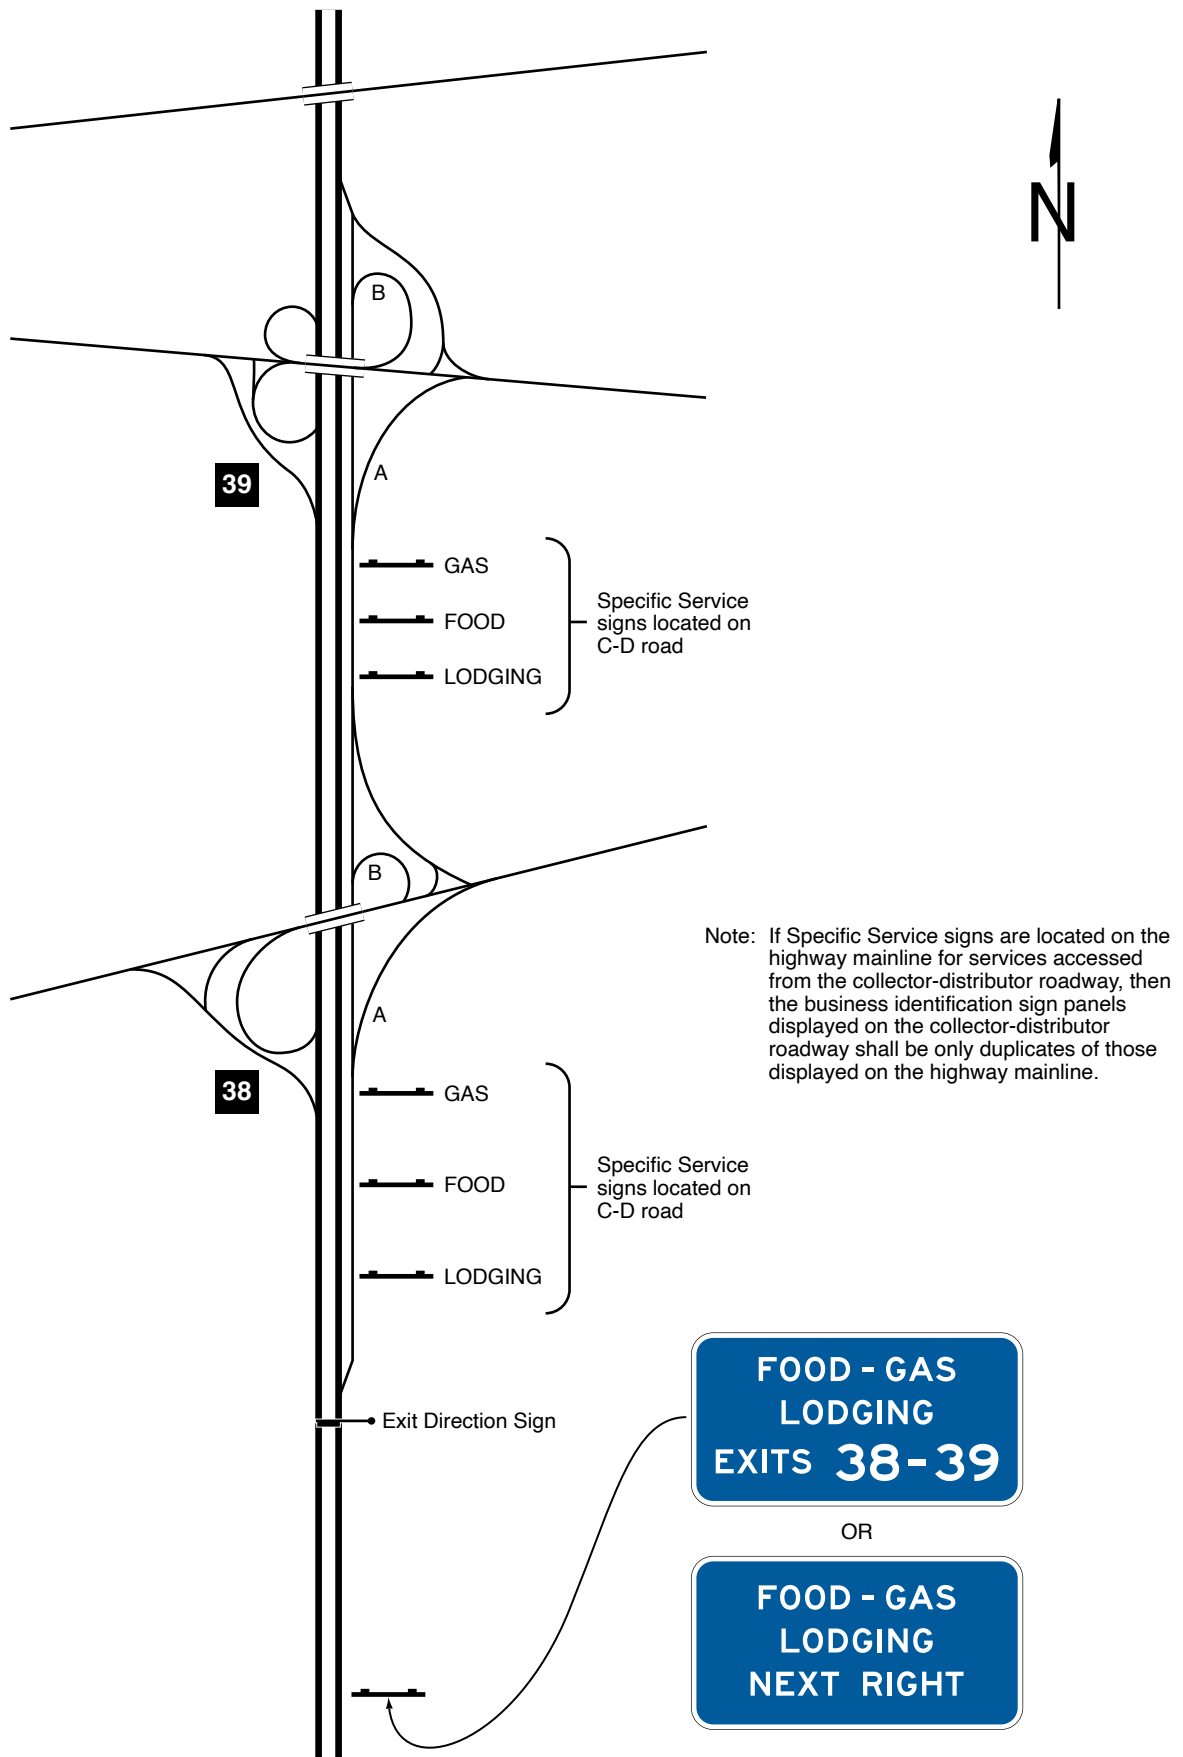 N
B
A
39
GAS
FOOD
LODGING
Specific Service
signs located on
C-D road
B
A
38
Note: If Specific Service signs are located on the
highway mainline for services accessed
from the collector-distributor roadway, then
the business identification sign panels
displayed on the collector-distributor
roadway shall be only duplicates of those
displayed on the highway mainline.
GAS
FOOD
LODGING
Specific Service
signs located on
C-D road
Exit Direction Sign
FOOD - GAS
LODGING
EXITS 38-39
OR
FOOD - GAS
LODGING
NEXT RIGHT